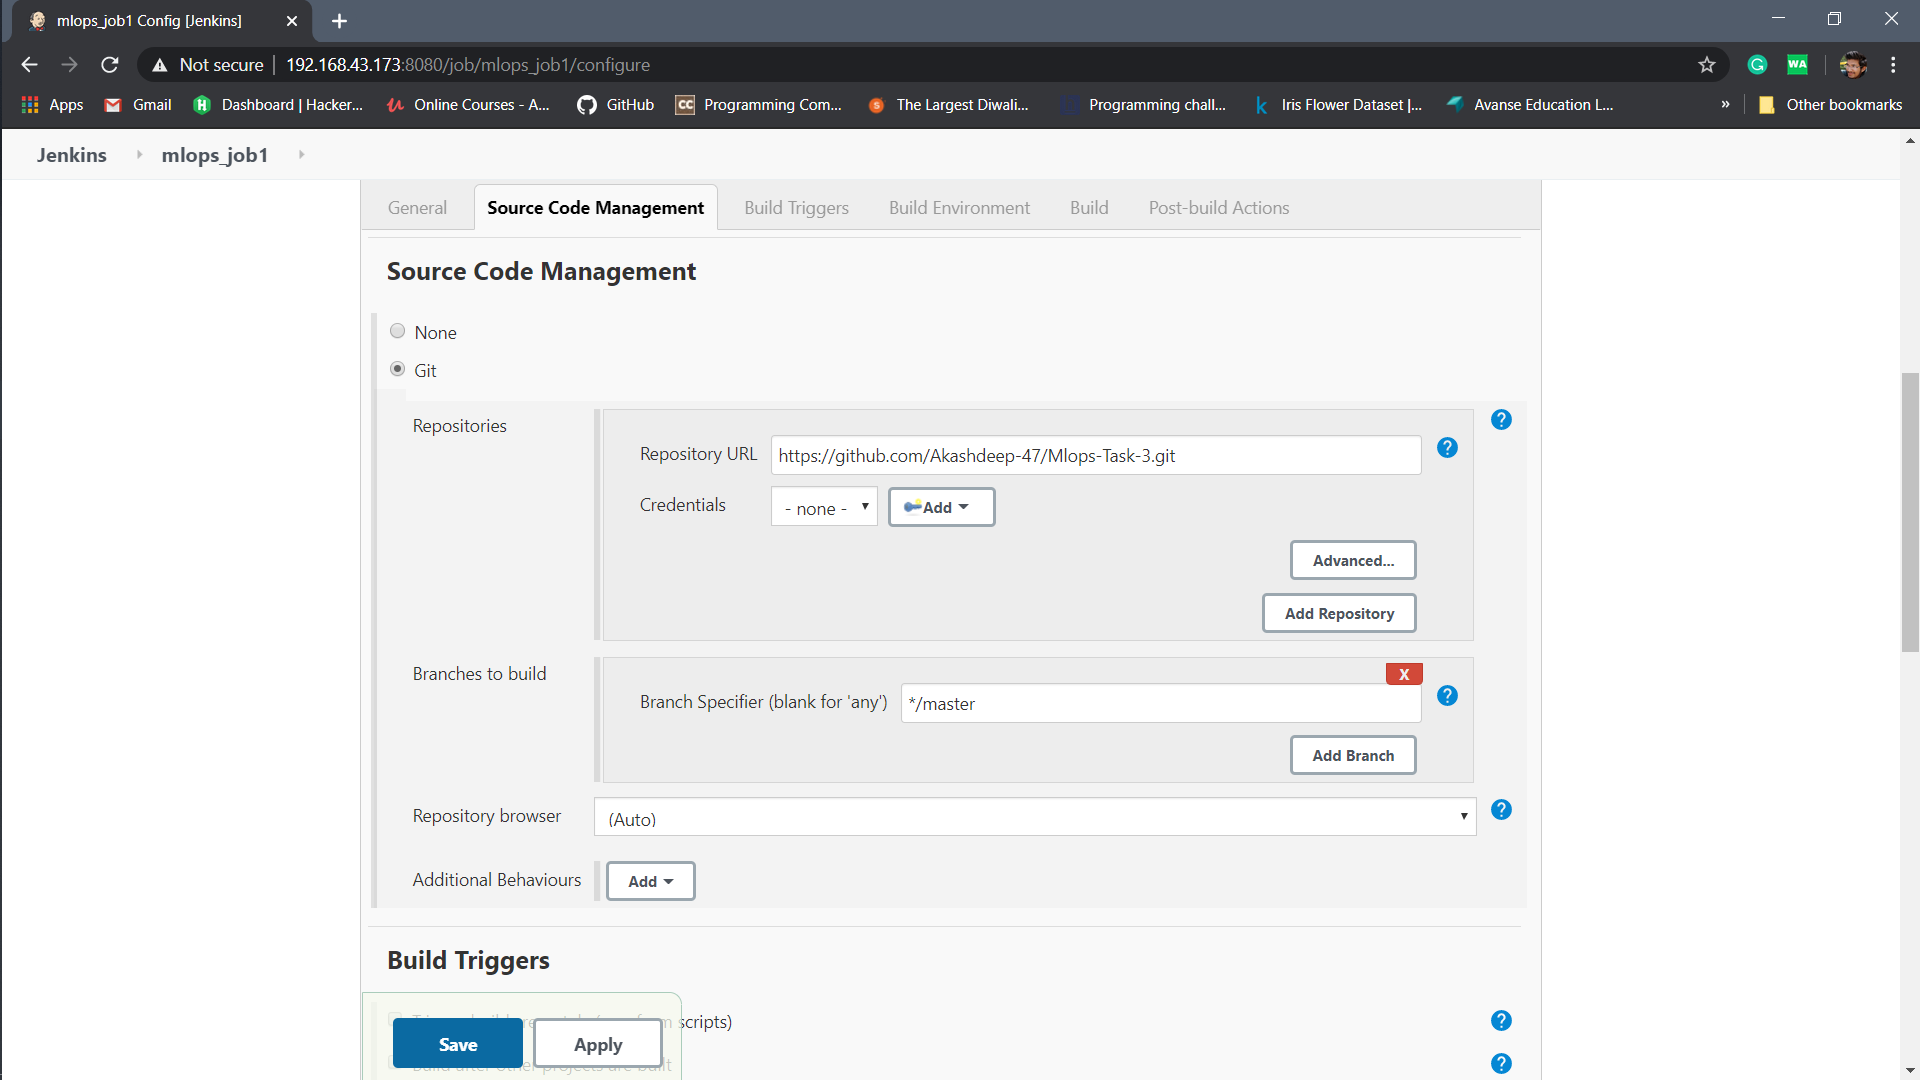 mlops_job1 Config [Jenkins]
Not secure 192.168.43.173:8080/job/mlops_job1/configure
G WA
Apps Gmail Dashboard | Hacker... Online Courses - A... GitHub CC Programming Com... The Largest Diwali... Programming chall... Iris Flower Dataset |... Avanse Education L... » Other bookmarks
Jenkins mlops_job1
General Source Code Management Build Triggers Build Environment Build Post-build Actions
Source Code Management
None
Git
Repositories
Repository URL https://github.com/Akashdeep-47/Mlops-Task-3.git
Credentials - none - Add
Advanced...
Add Repository
Branches to build
X
Branch Specifier (blank for 'any') */master
Add Branch
Repository browser (Auto)
Additional Behaviours Add
Build Triggers
scripts)
Save Apply